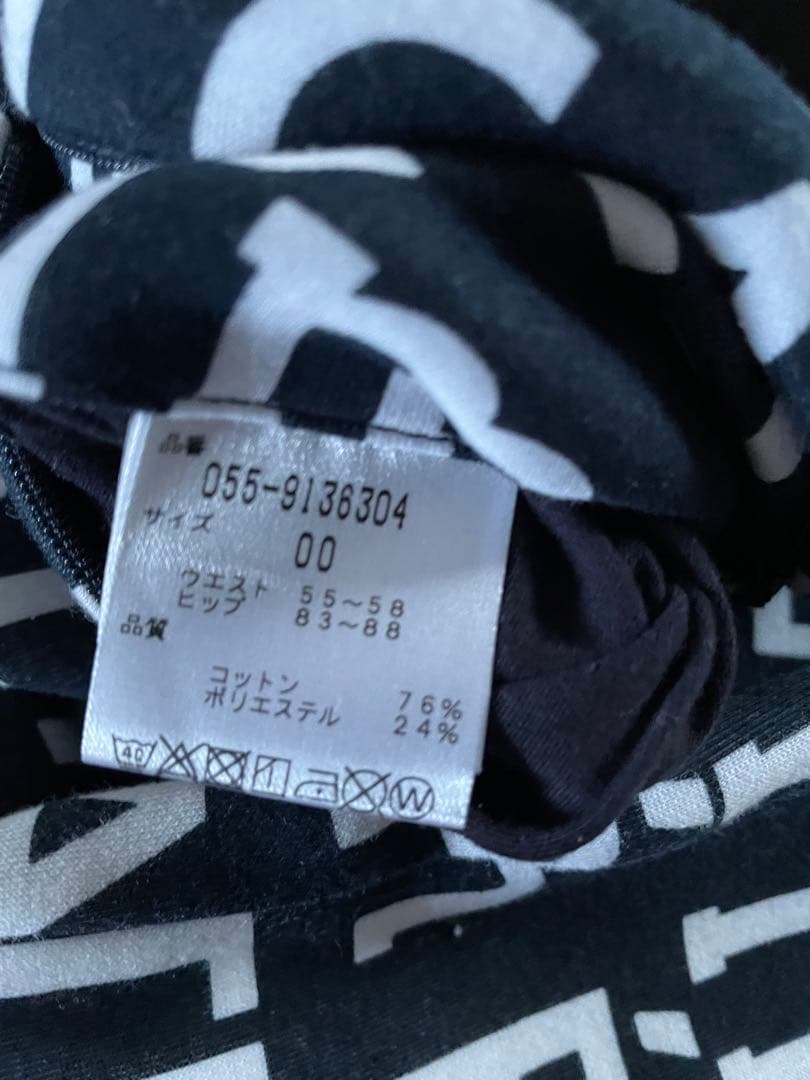 品番
055-9136304
サイズ
00
ウエスト 55～58
ヒップ 83～88
品質
コットン 76%
ポリエステル 24%
40 W